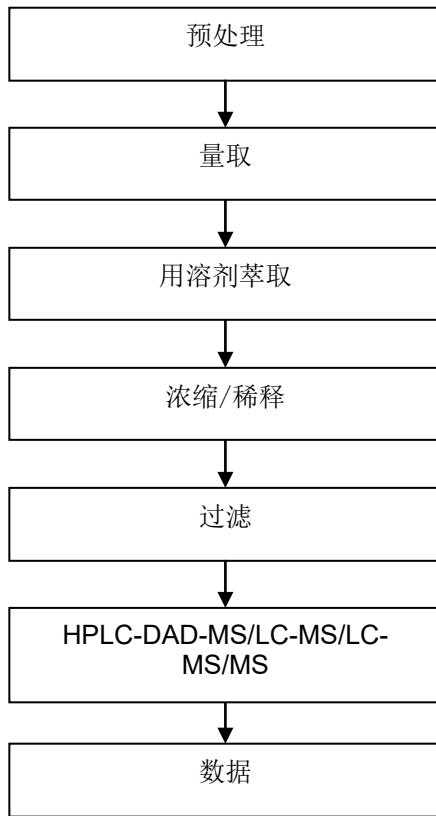 预处理
量取
用溶剂萃取
浓缩/稀释
过滤
HPLC-DAD-MS/LC-MS/LC-
MS/MS
数据